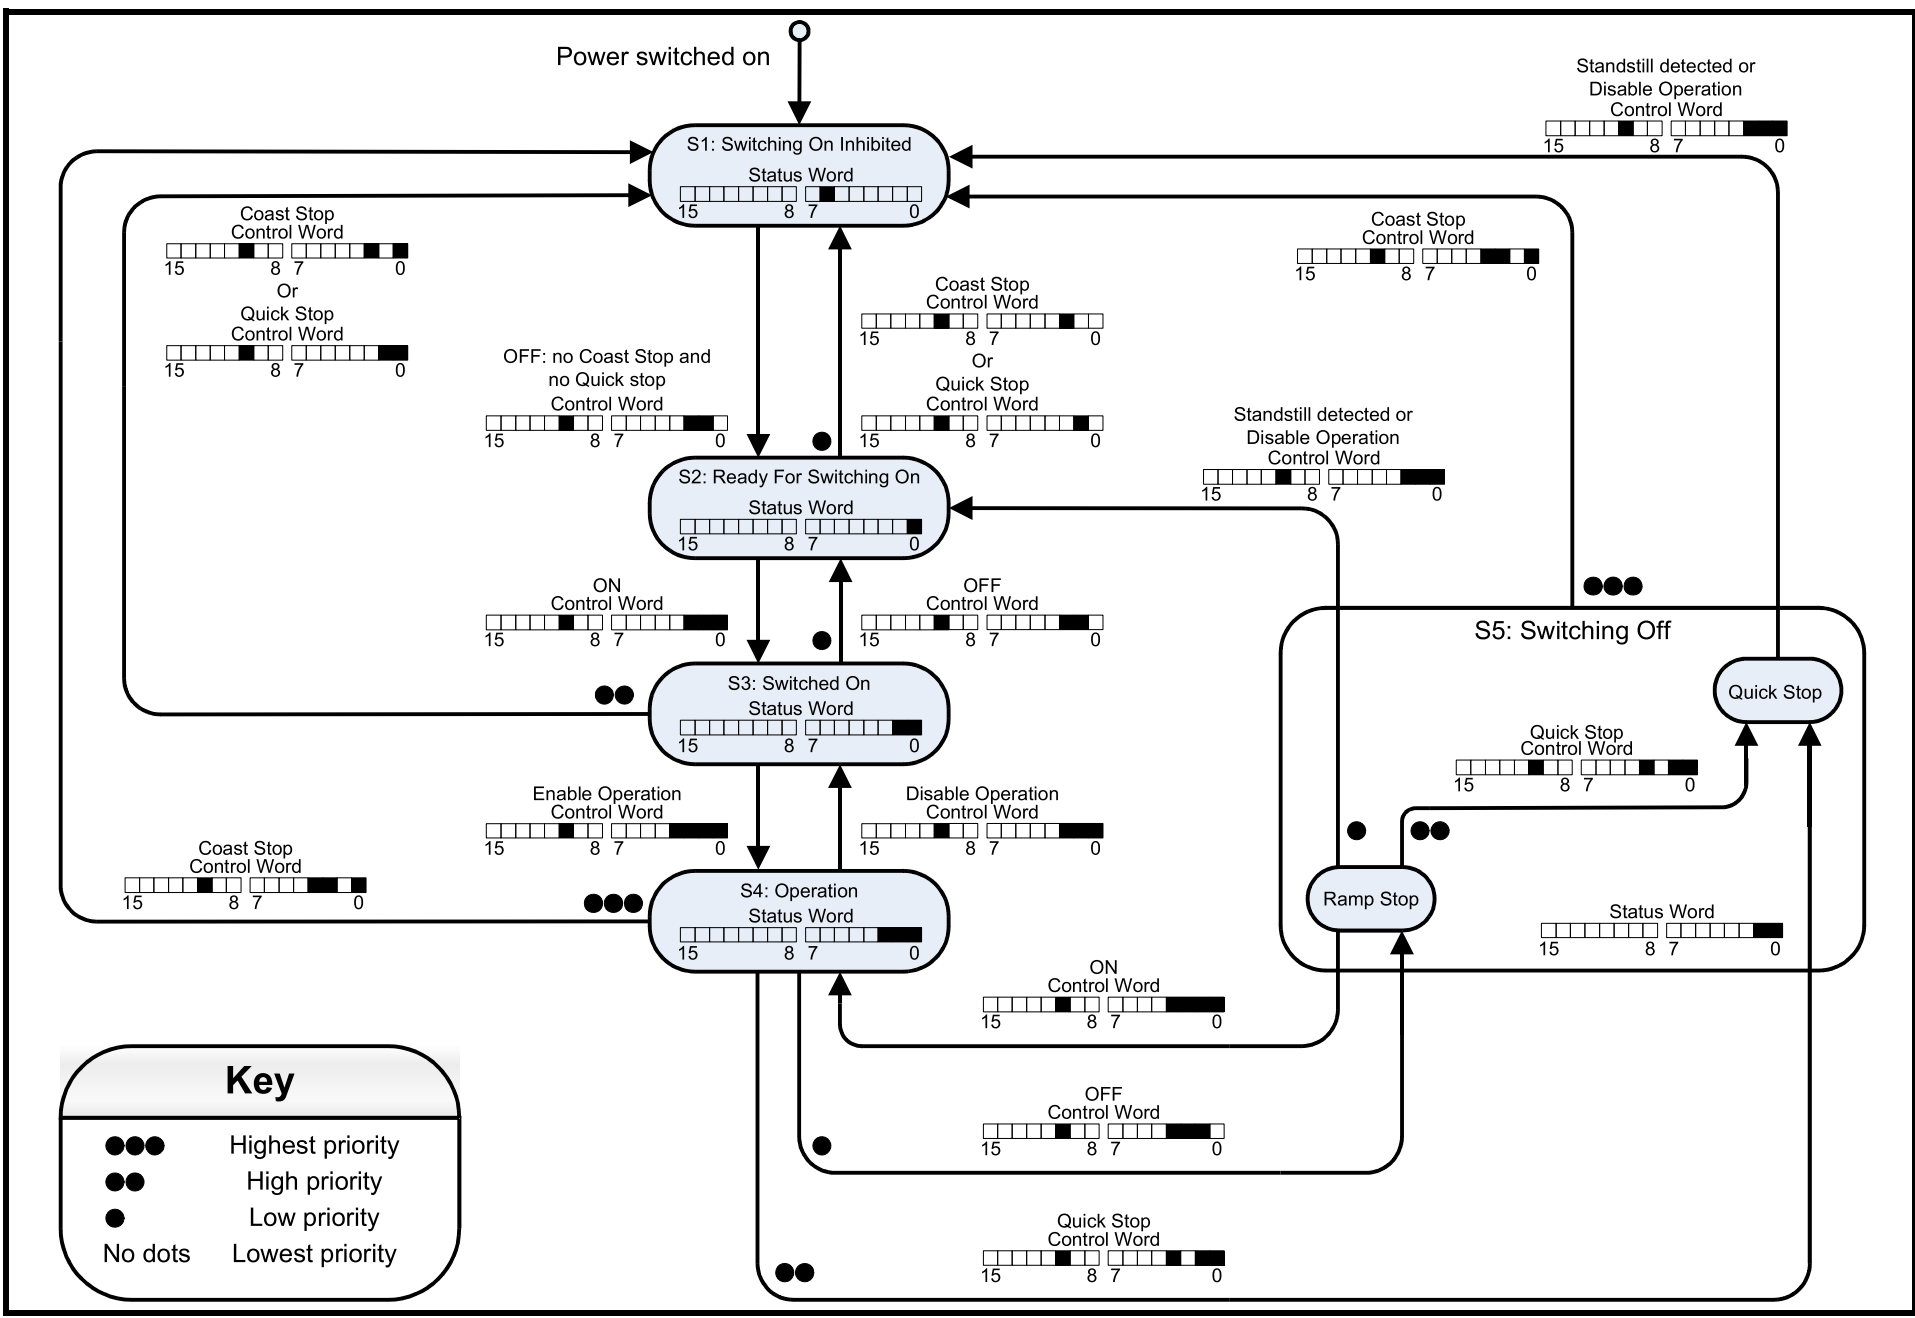 Power switched on
Standstill detected or
Disable Operation
Control Word
15 8 7 0
S1: Switching On Inhibited
Status Word
15 8 7 0
Coast Stop
Control Word
15 8 7 0
Or
Quick Stop
Control Word
15 8 7 0
Coast Stop
Control Word
15 8 7 0
Coast Stop
Control Word
15 8 7 0
Or
Quick Stop
Control Word
15 8 7 0
OFF: no Coast Stop and
no Quick stop
Control Word
15 8 7 0
Standstill detected or
Disable Operation
Control Word
15 8 7 0
S2: Ready For Switching On
Status Word
15 8 7 0
ON
Control Word
15 8 7 0
OFF
Control Word
15 8 7 0
S5: Switching Off
Quick Stop
S3: Switched On
Status Word
15 8 7 0
Quick Stop
Control Word
15 8 7 0
Enable Operation
Control Word
15 8 7 0
Disable Operation
Control Word
15 8 7 0
Coast Stop
Control Word
15 8 7 0
S4: Operation
Status Word
15 8 7 0
Ramp Stop
Status Word
15 8 7 0
ON
Control Word
15 8 7 0
OFF
Control Word
15 8 7 0
Quick Stop
Control Word
15 8 7 0
Key
Highest priority
High priority
Low priority
No dots Lowest priority